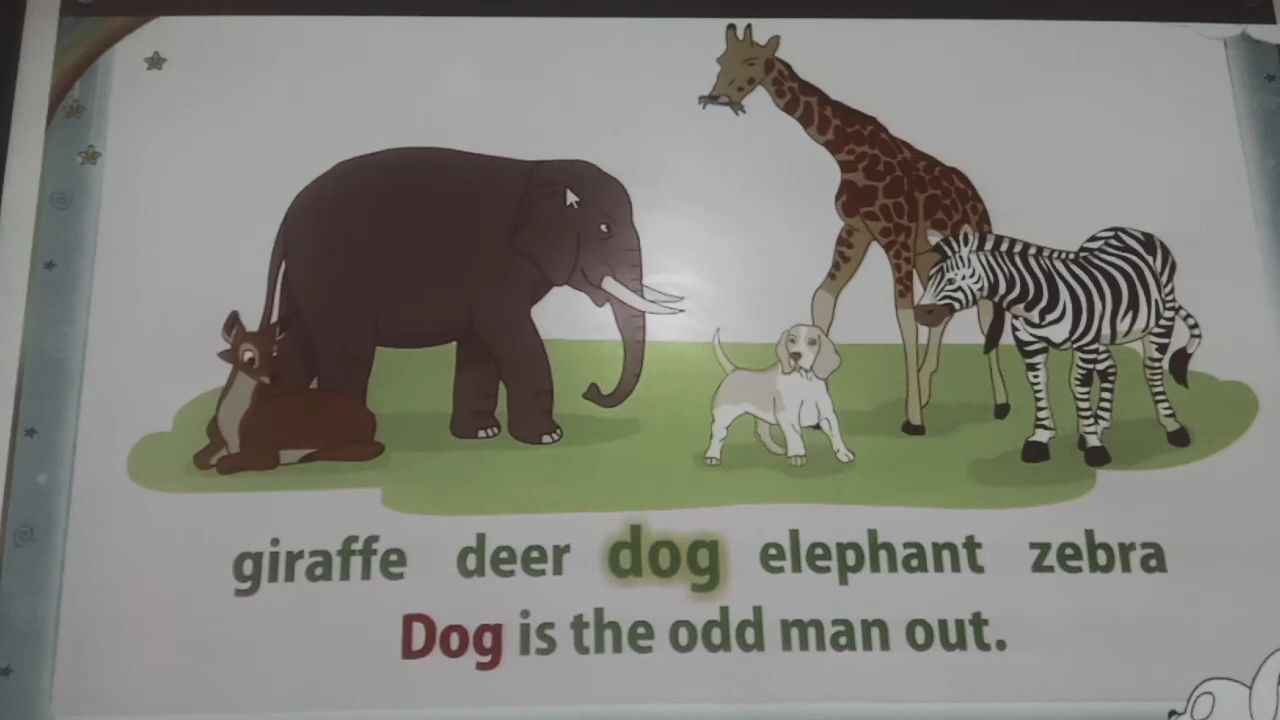 giraffe deer dog elephant zebra
Dog is the odd man out.